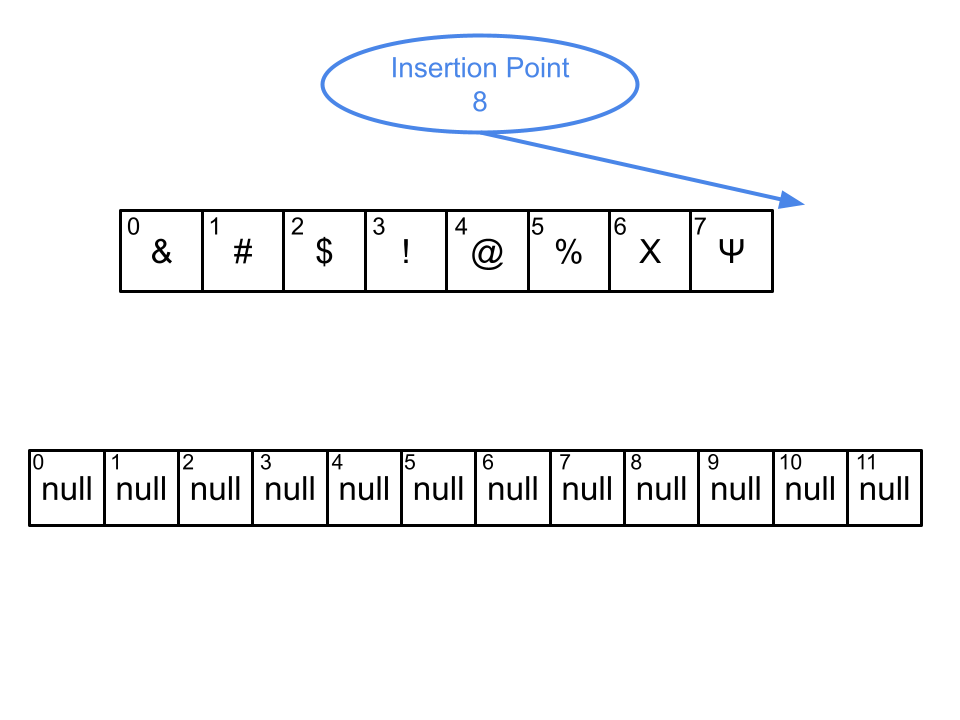 Insertion Point
8
0 1 2 3 4 5 6 7
& # $ ! @ % X Ψ
0 1 2 3 4 5 6 7 8 9 10 11
null null null null null null null null null null null null